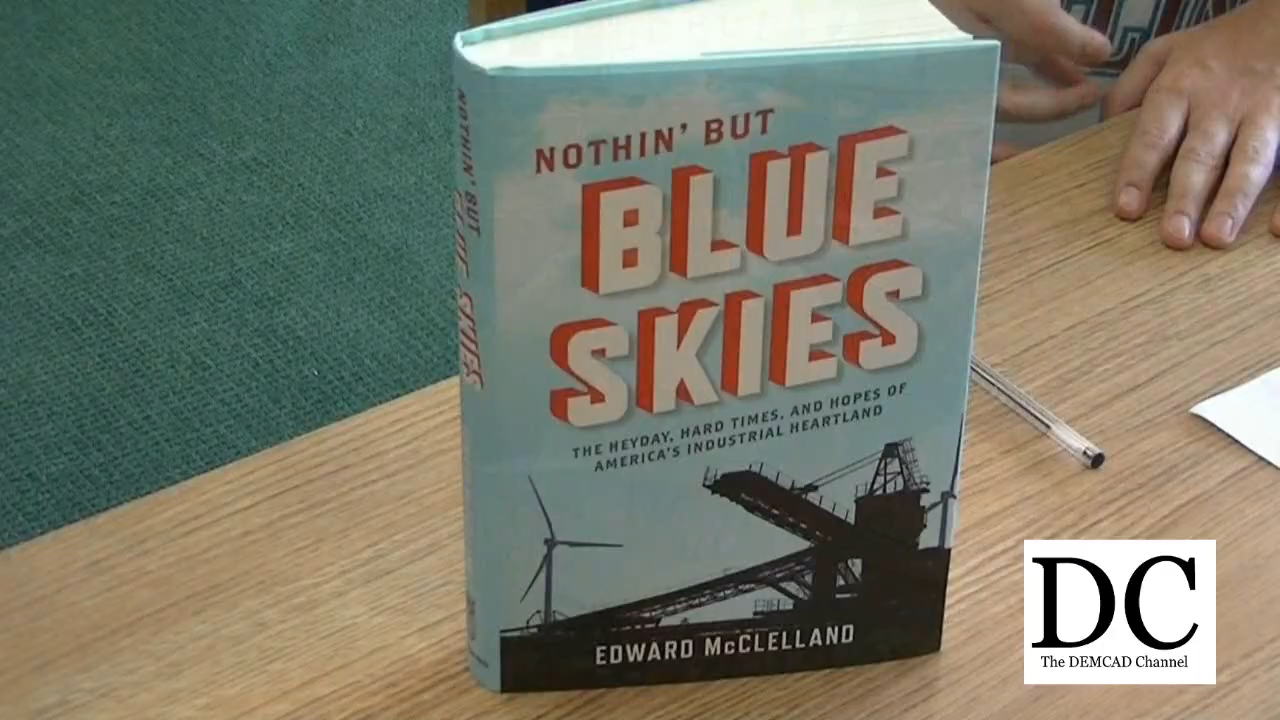 NOTHIN' BUT
BLUE
SKIES
THE HEYDAY, HARD TIMES, AND HOPES OF
AMERICA'S INDUSTRIAL HEARTLAND
EDWARD McCLELLAND
NOTHIN' BUT
BLUE SKIES
DC
The DEMCAD Channel